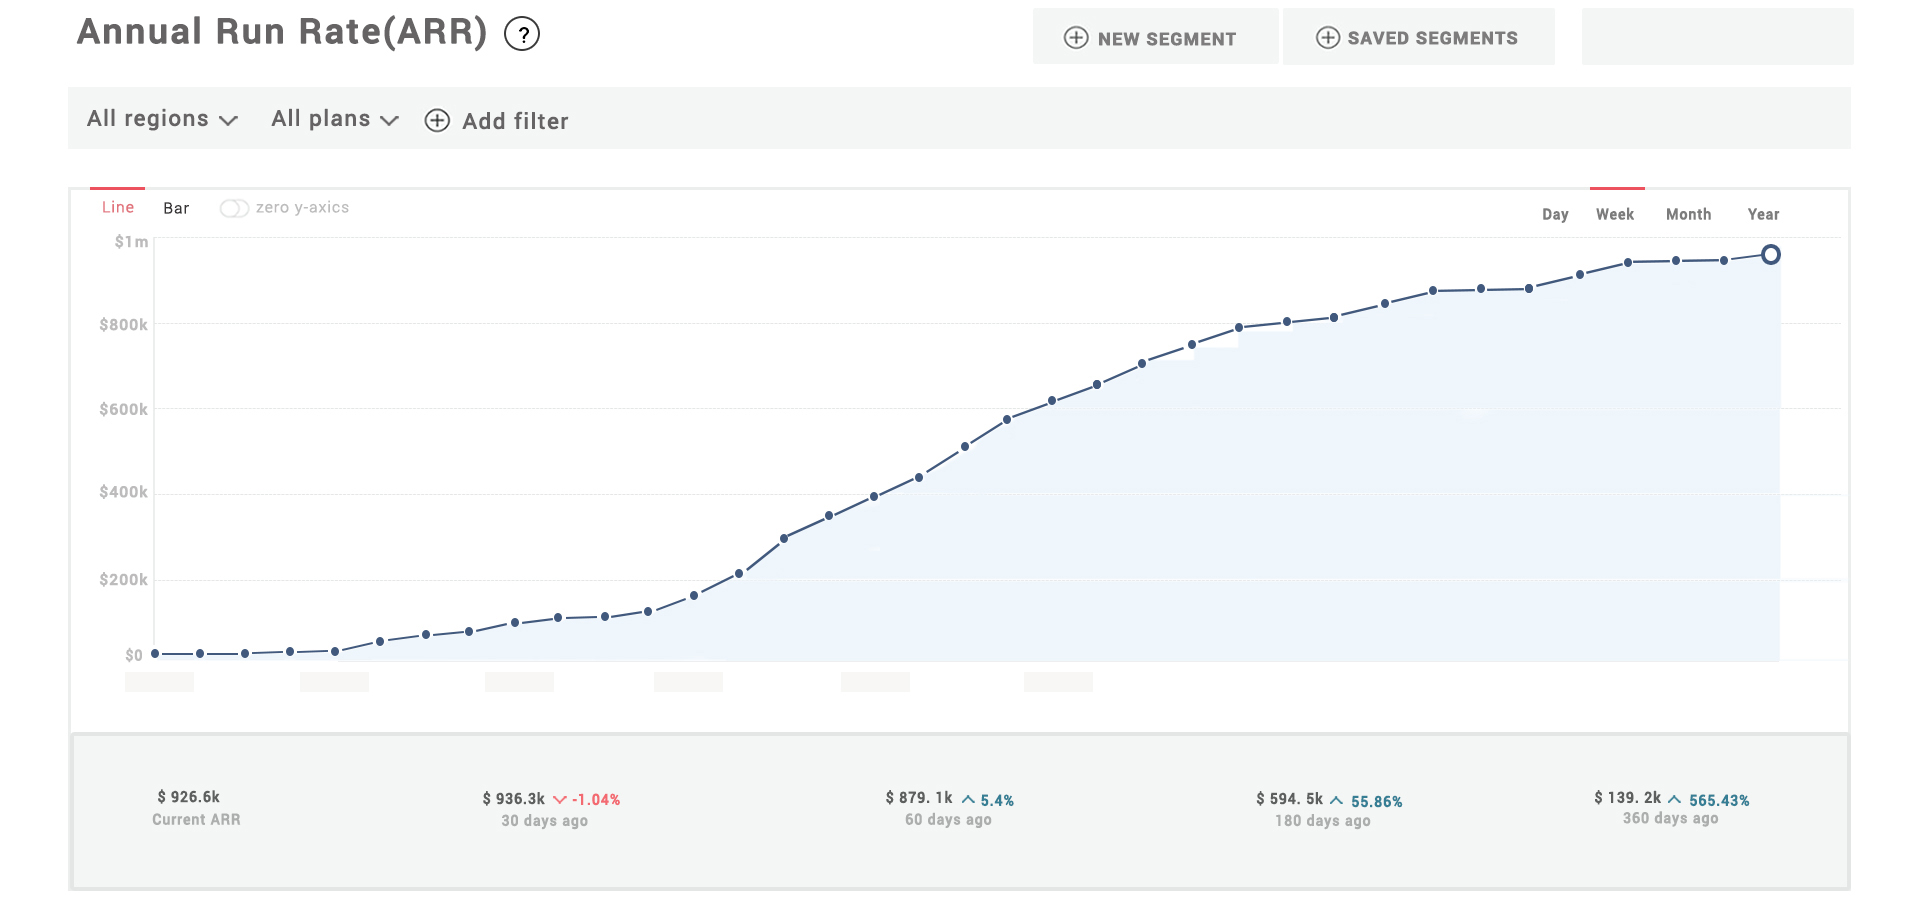 Annual Run Rate(ARR) ?
NEW SEGMENT
SAVED SEGMENTS
All regions All plans Add filter
Line Bar zero y-axics
Day Week Month Year
$1m
$800k
$600k
$400k
$200k
$0
$ 926.6k
Current ARR
$ 936.3k -1.04%
30 days ago
$ 879. 1k 5.4%
60 days ago
$ 594. 5k 55.86%
180 days ago
$ 139. 2k 565.43%
360 days ago